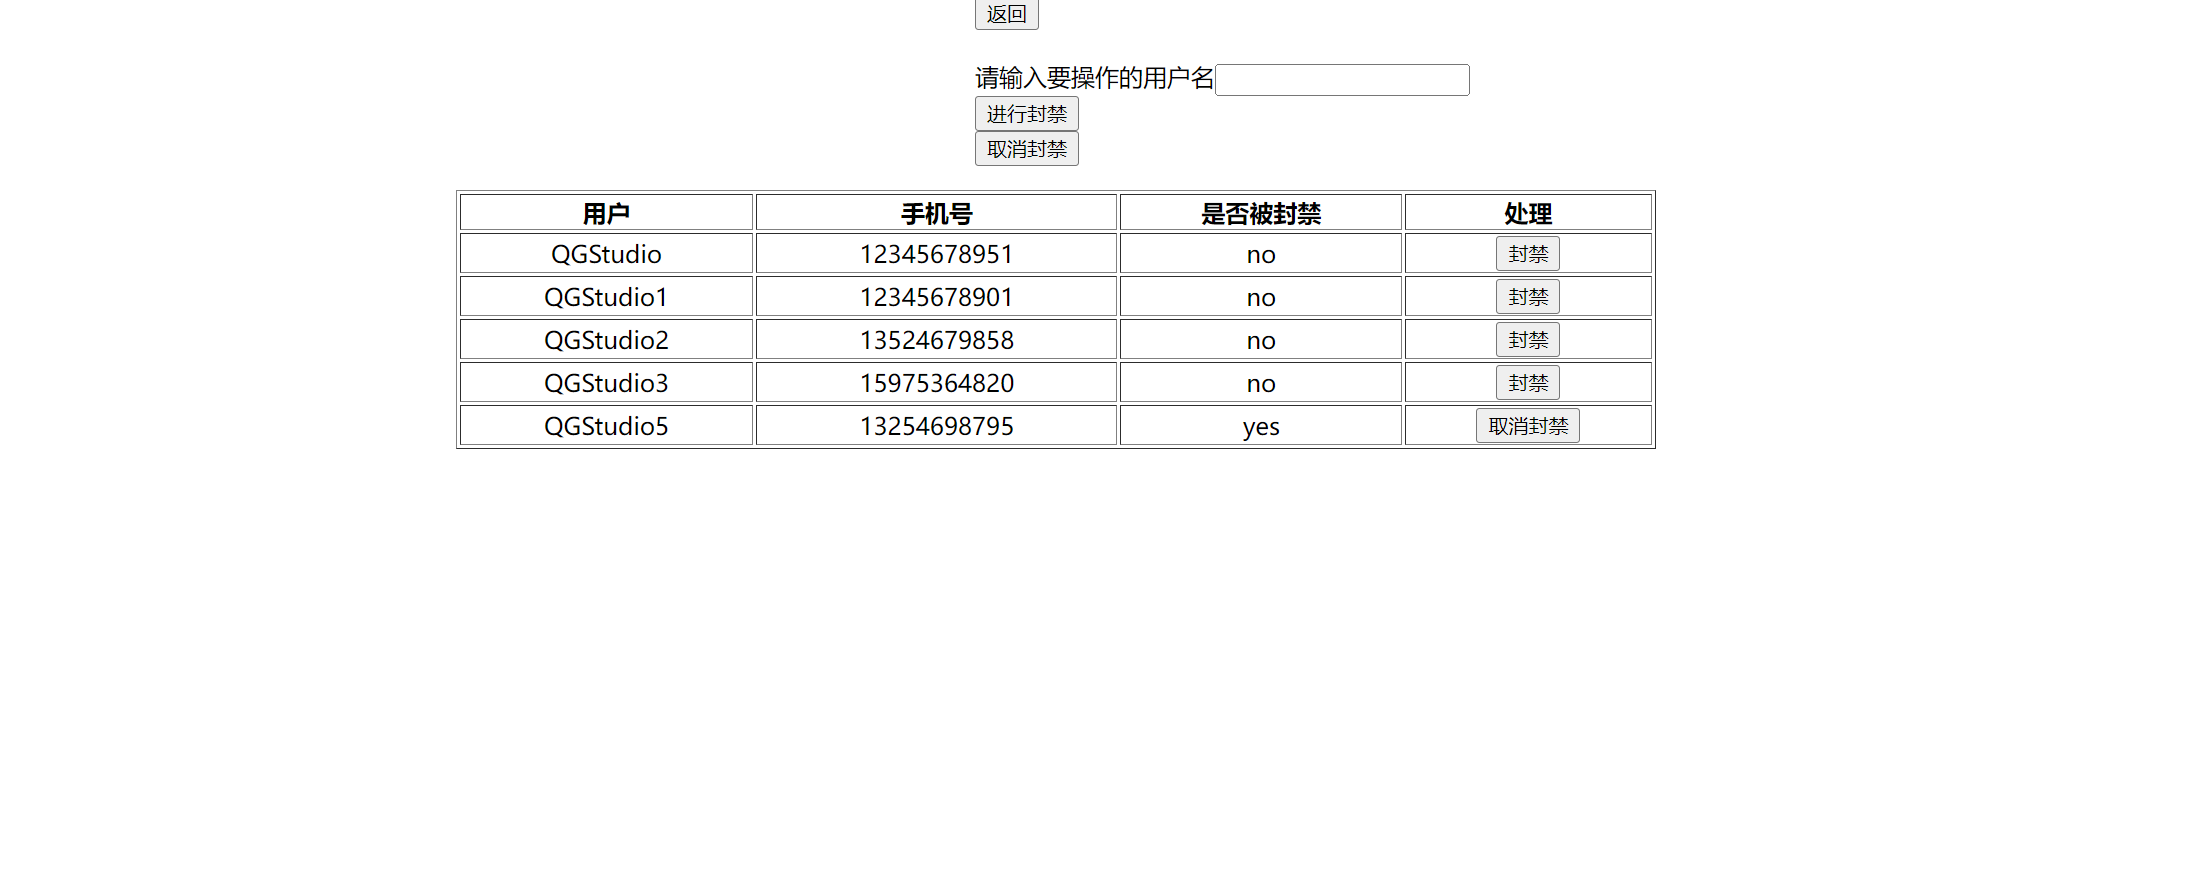 返回
请输入要操作的用户名
进行封禁
取消封禁
用户 手机号 是否被封禁 处理
QGStudio 12345678951 no 封禁
QGStudio1 12345678901 no 封禁
QGStudio2 13524679858 no 封禁
QGStudio3 15975364820 no 封禁
QGStudio5 13254698795 yes 取消封禁